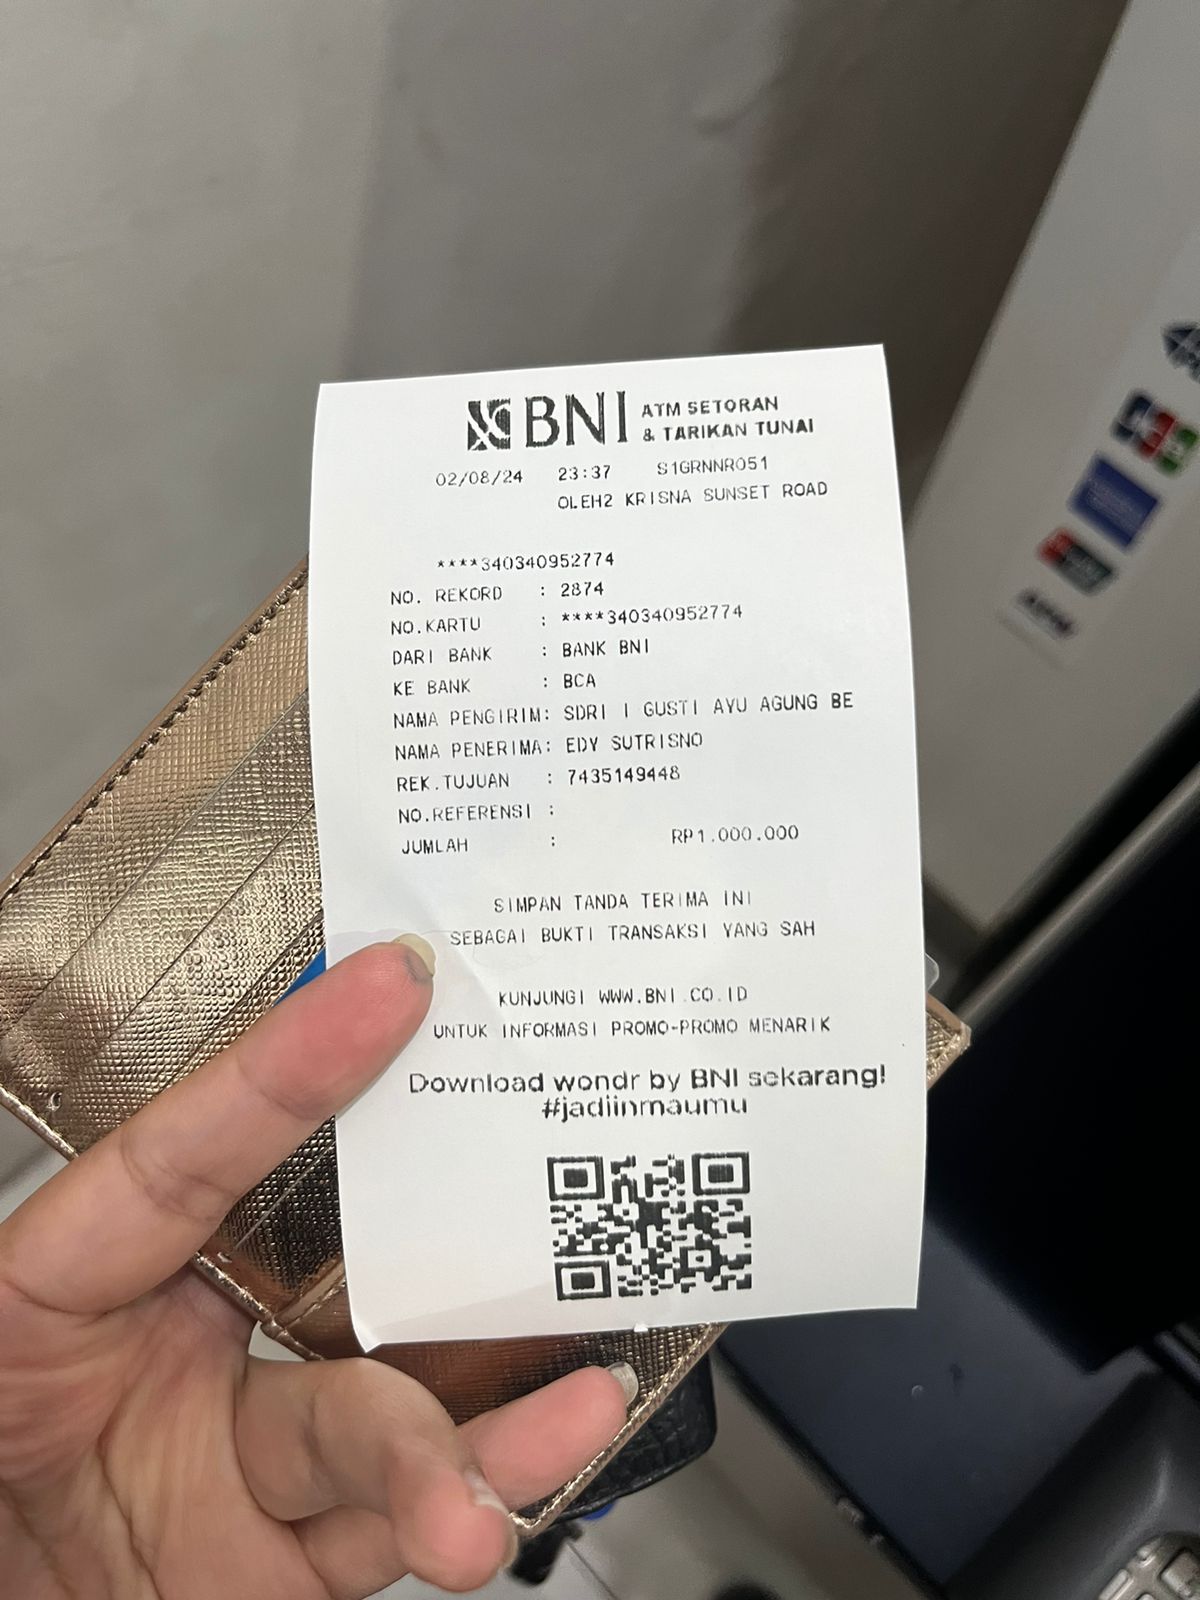 BNI ATM SETORAN
& TARIKAN TUNAI
02/08/24 23:37 S1GRNNR051
OLEH2 KRISNA SUNSET ROAD
****340340952774
NO. REKORD : 2874
NO.KARTU : ****340340952774
DARI BANK : BANK BNI
KE BANK : BCA
NAMA PENGIRIM: SDRI I GUSTI AYU AGUNG BE
NAMA PENERIMA: EDY SUTRISNO
REK.TUJUAN : 7435149448
NO.REFERENSI :
JUMLAH : RP1.000.000
SIMPAN TANDA TERIMA INI
SEBAGAI BUKTI TRANSAKSI YANG SAH
KUNJUNGI WWW.BNI.CO.ID
UNTUK INFORMASI PROMO-PROMO MENARIK
Download wondr by BNI sekarang!
#jadiinmaumu